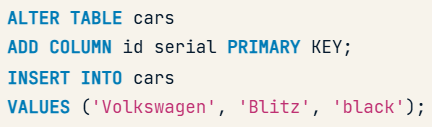 ALTER TABLE cars
ADD COLUMN id serial PRIMARY KEY;
INSERT INTO cars
VALUES ('Volkswagen', 'Blitz', 'black');